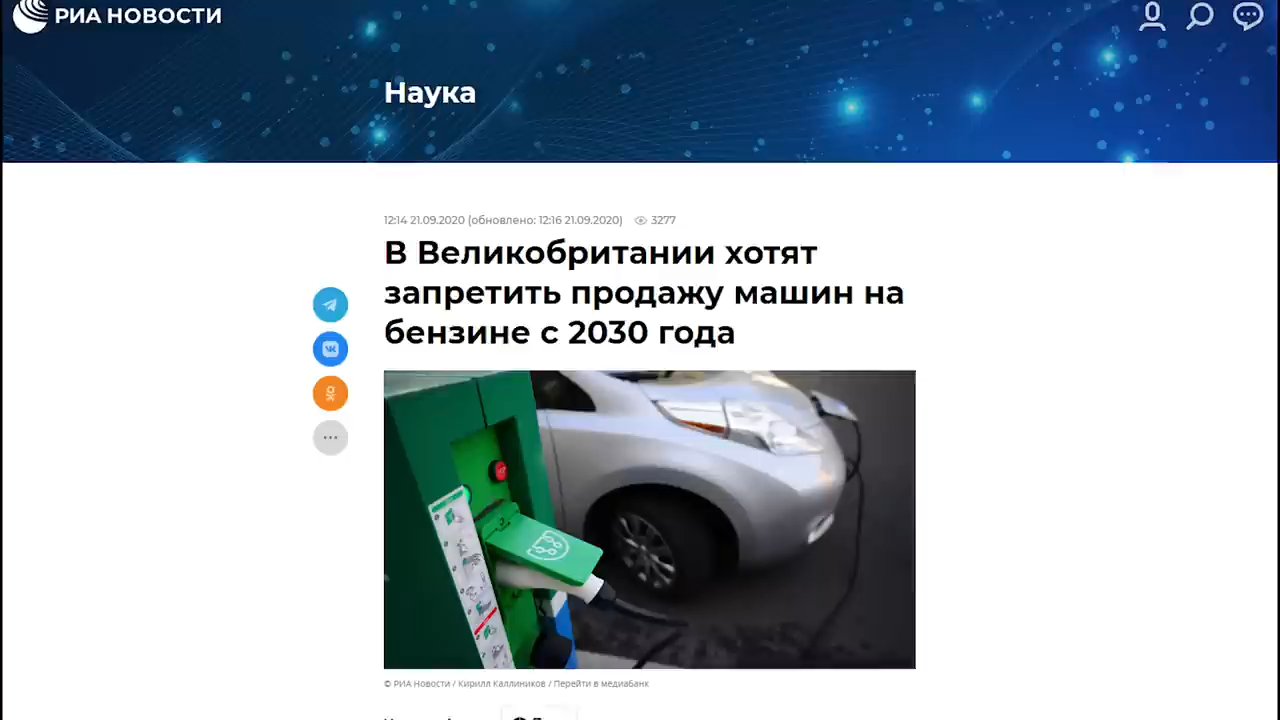 РИА НОВОСТИ
Наука
12:14 21.09.2020 (обновлено: 12:16 21.09.2020) 3277
В Великобритании хотят
запретить продажу машин на
бензине с 2030 года
© РИА Новости / Кирилл Каллиников / Перейти в медиабанк